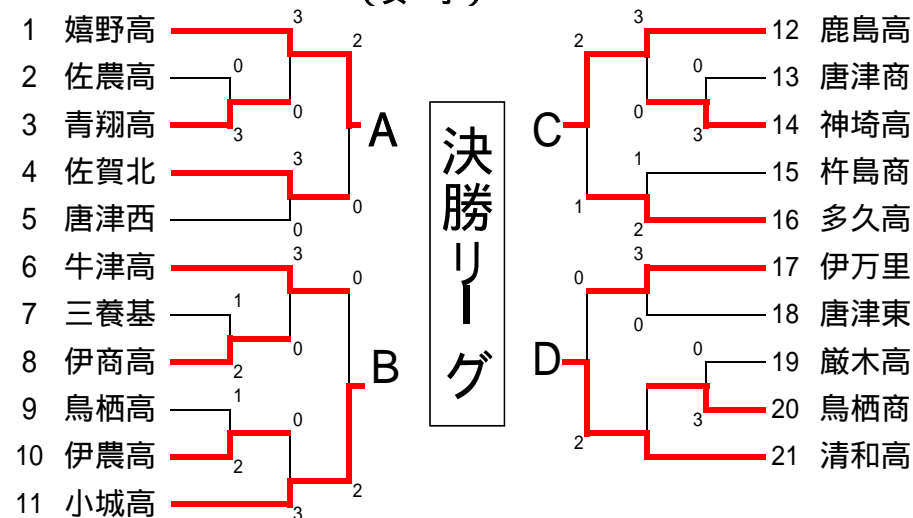 1 嬉野高
2 佐農高
3 青翔高
4 佐賀北
5 唐津西
6 牛津高
7 三養基
8 伊商高
9 鳥栖高
10 伊農高
11 小城高
3
0
3
0
2
3
0
0
A
3
1
2
0
0
1
2
0
3
2
B
決勝リーグ
C
2
3
0
3
0
1
1
2
D
0
3
0
0
3
2
12 鹿島高
13 唐津商
14 神埼高
15 杵島商
16 多久高
17 伊万里
18 唐津東
19 厳木高
20 鳥栖商
21 清和高